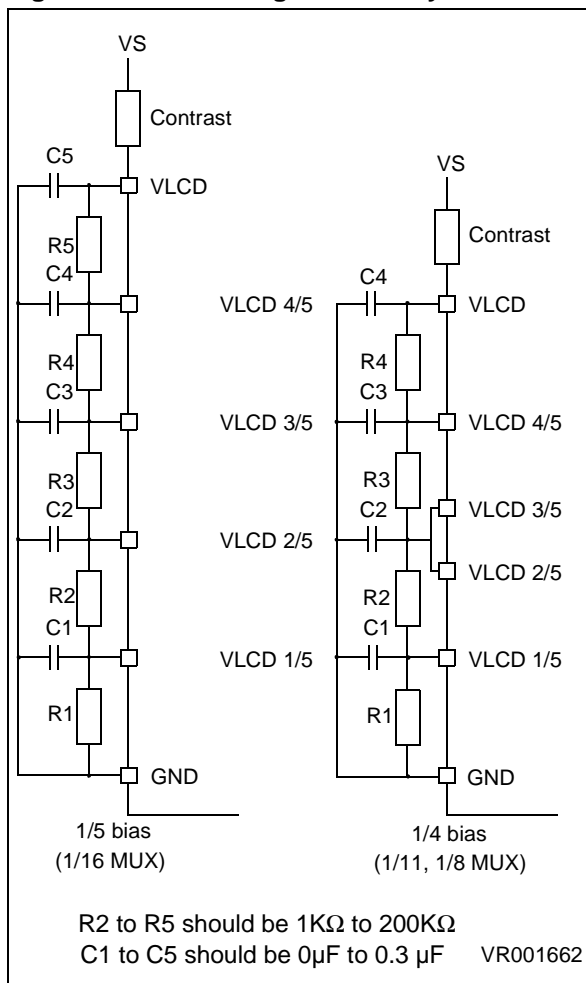 VS
Contrast
C5
VLCD
R5
C4
VLCD 4/5
R4
C3
VLCD 3/5
R3
C2
VLCD 2/5
R2
C1
VLCD 1/5
R1
GND
1/5 bias
(1/16 MUX)
VS
Contrast
C4
VLCD
R4
C3
VLCD 4/5
R3
VLCD 3/5
C2
VLCD 2/5
R2
C1
VLCD 1/5
R1
GND
1/4 bias
(1/11, 1/8 MUX)
R2 to R5 should be 1KΩ to 200KΩ
C1 to C5 should be 0µF to 0.3 µF
VR001662